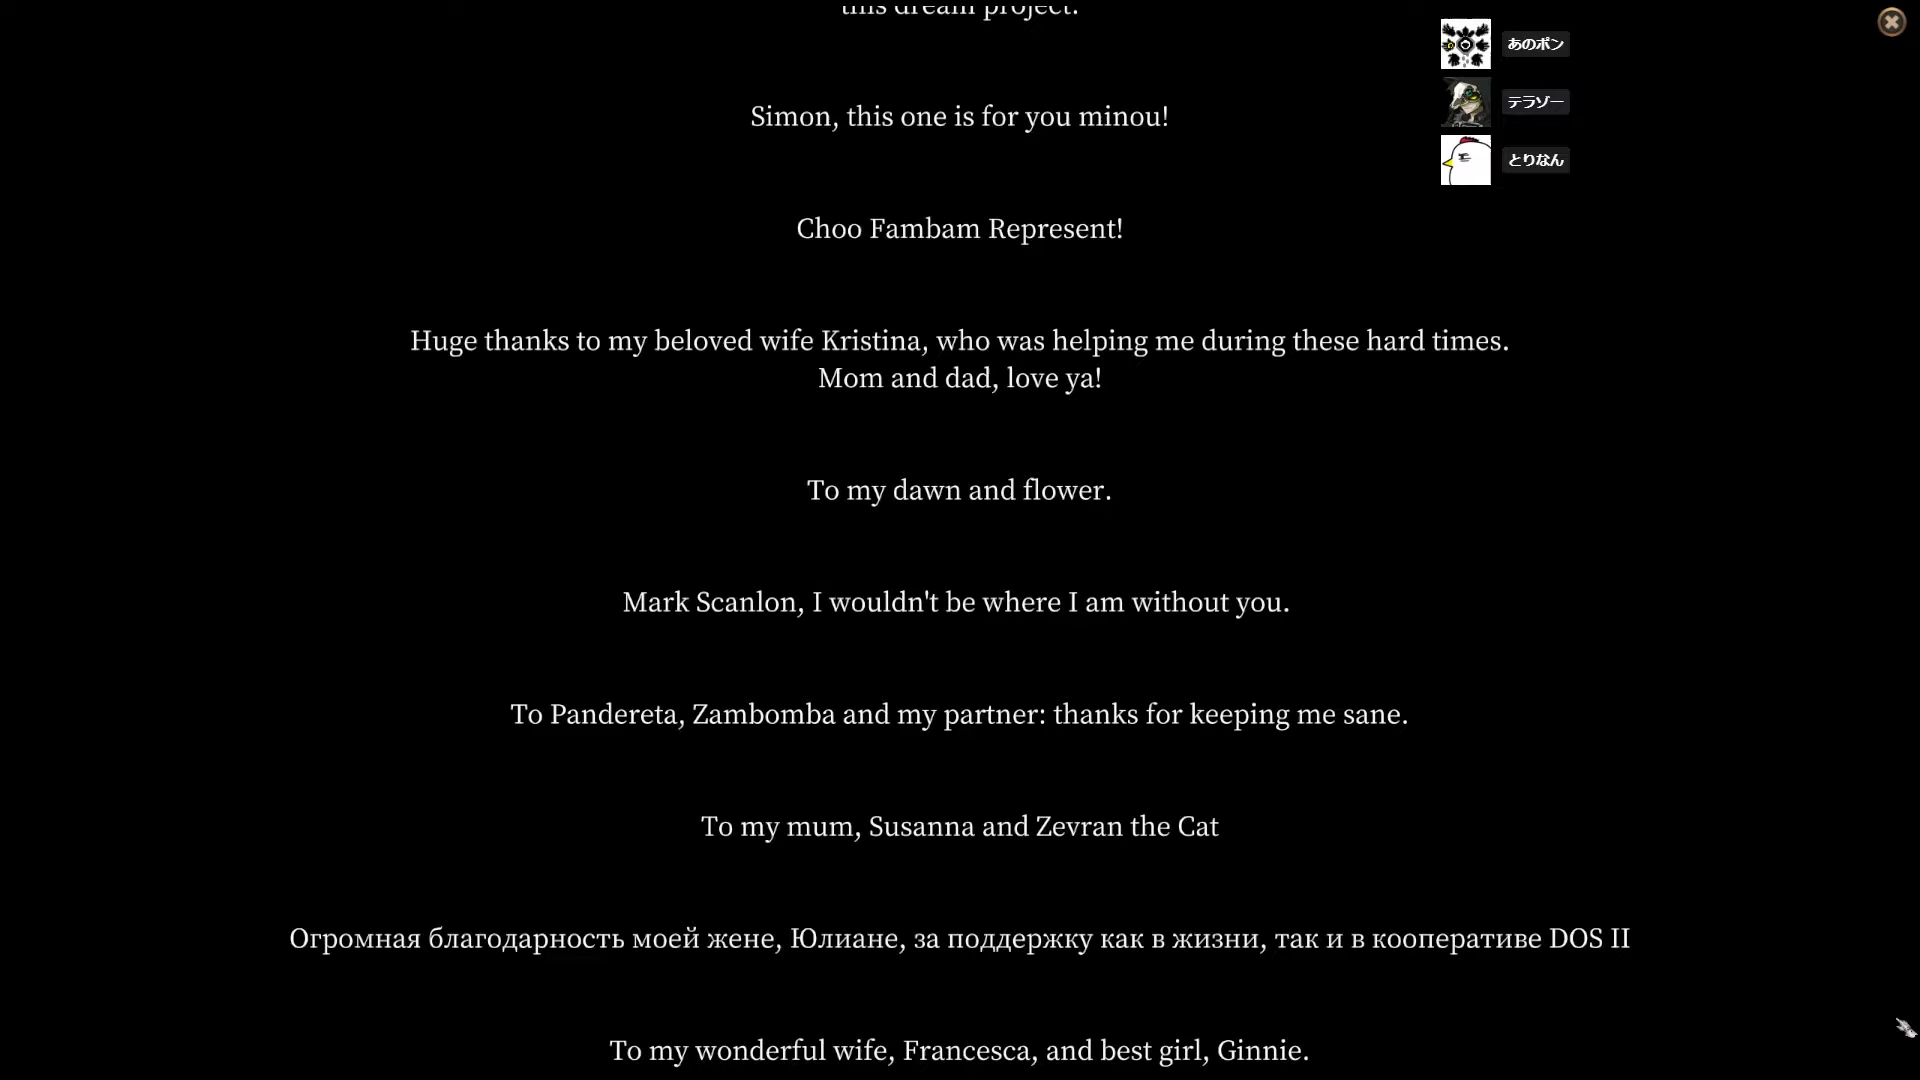 this dream project.
あのポン
テラゾー
とりなん
Simon, this one is for you minou!
Choo Fambam Represent!
Huge thanks to my beloved wife Kristina, who was helping me during these hard times.
Mom and dad, love ya!
To my dawn and flower.
Mark Scanlon, I wouldn't be where I am without you.
To Pandereta, Zambomba and my partner: thanks for keeping me sane.
To my mum, Susanna and Zevran the Cat
Огромная благодарность моей жене, Юлиане, за поддержку как в жизни, так и в кооперативе DOS II
To my wonderful wife, Francesca, and best girl, Ginnie.